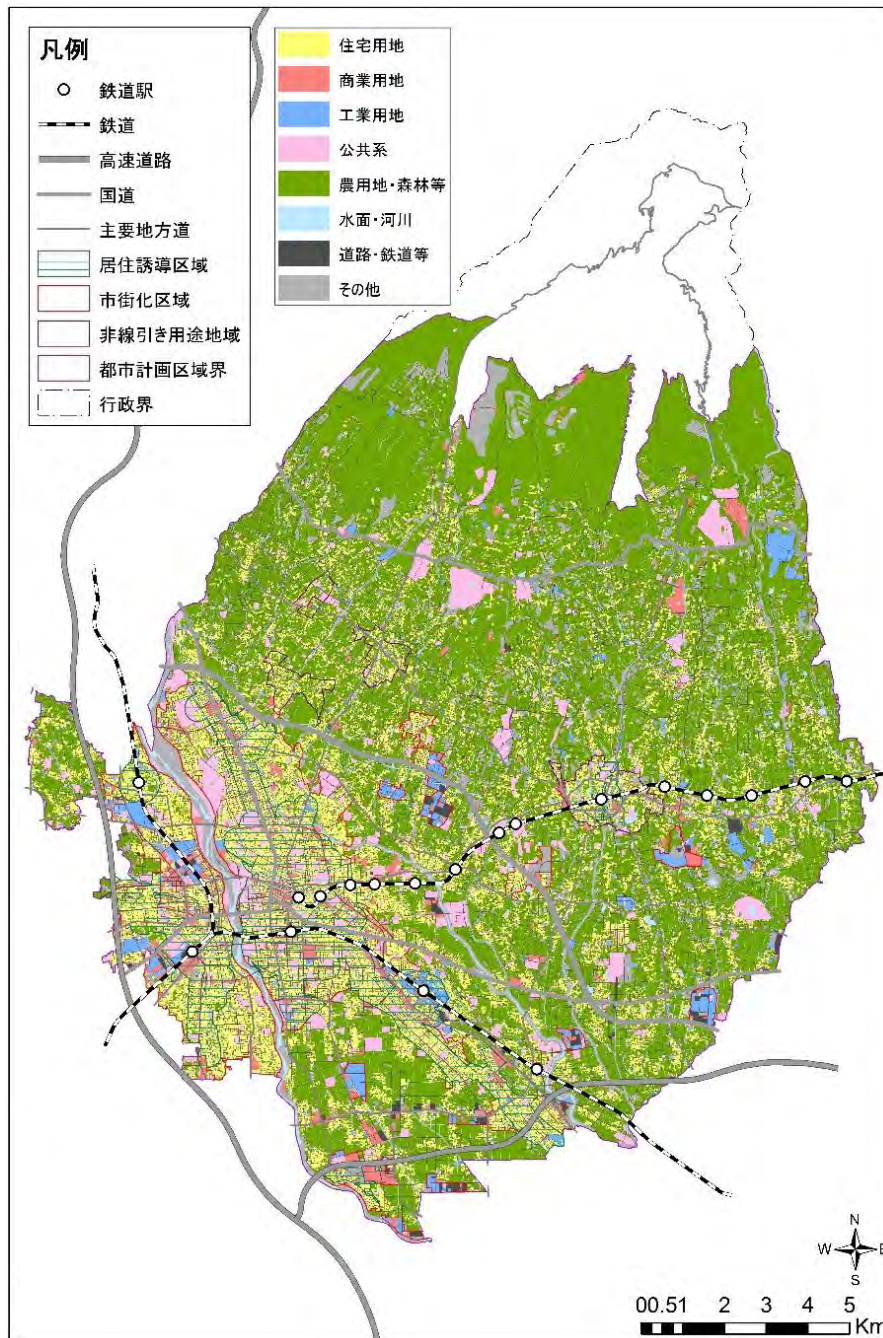 凡例
鉄道駅
鉄道
高速道路
国道
主要地方道
居住誘導区域
市街化区域
非線引き用途地域
都市計画区域界
行政界
住宅用地
商業用地
工業用地
公共系
農用地・森林等
水面・河川
道路・鉄道等
その他
N
W E
S
00.51 2 3 4 5
Km